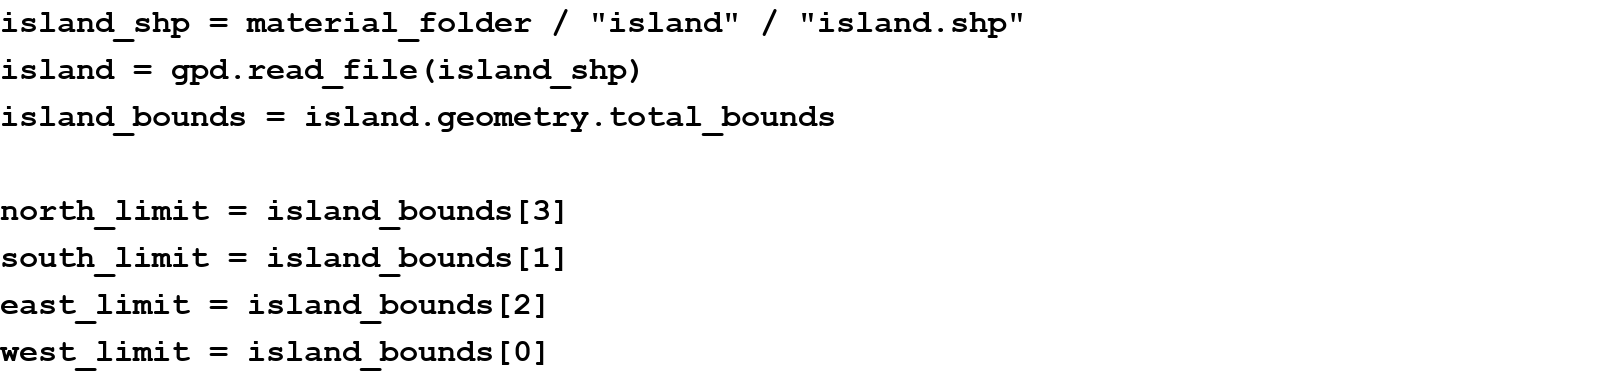 island_shp = material_folder / "island" / "island.shp"
island = gpd.read_file(island_shp)
island_bounds = island.geometry.total_bounds

north_limit = island_bounds[3]
south_limit = island_bounds[1]
east_limit = island_bounds[2]
west_limit = island_bounds[0]